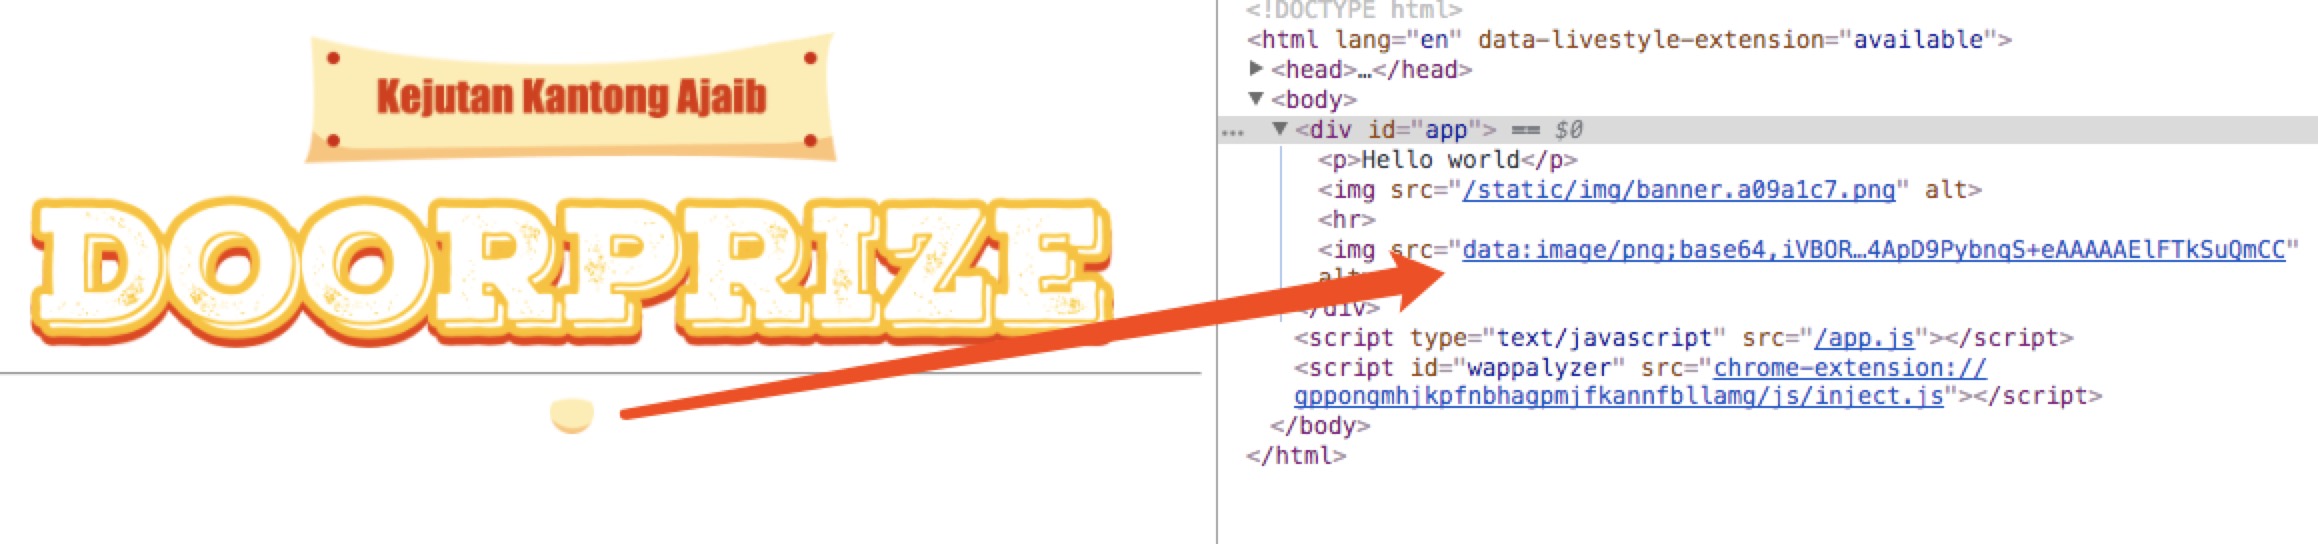 Kejutan Kantong Ajaib
DOORPRIZE
<!DOCTYPE html>
<html lang="en" data-livestyle-extension="available">
▶<head>…</head>
▼<body>
… ▼<div id="app"> == $0
<p>Hello world</p>
<img src="/static/img/banner.a09a1c7.png" alt>
<hr>
<img src="data:image/png;base64,iVBOR…4ApD9PybnqS+eAAAAAElFTkSuQmCC"
alt>
</div>
<script type="text/javascript" src="/app.js"></script>
<script id="wappalyzer" src="chrome-extension://
gppongmhjkpfnbhagpmjfkannfbllamg/js/inject.js"></script>
</body>
</html>